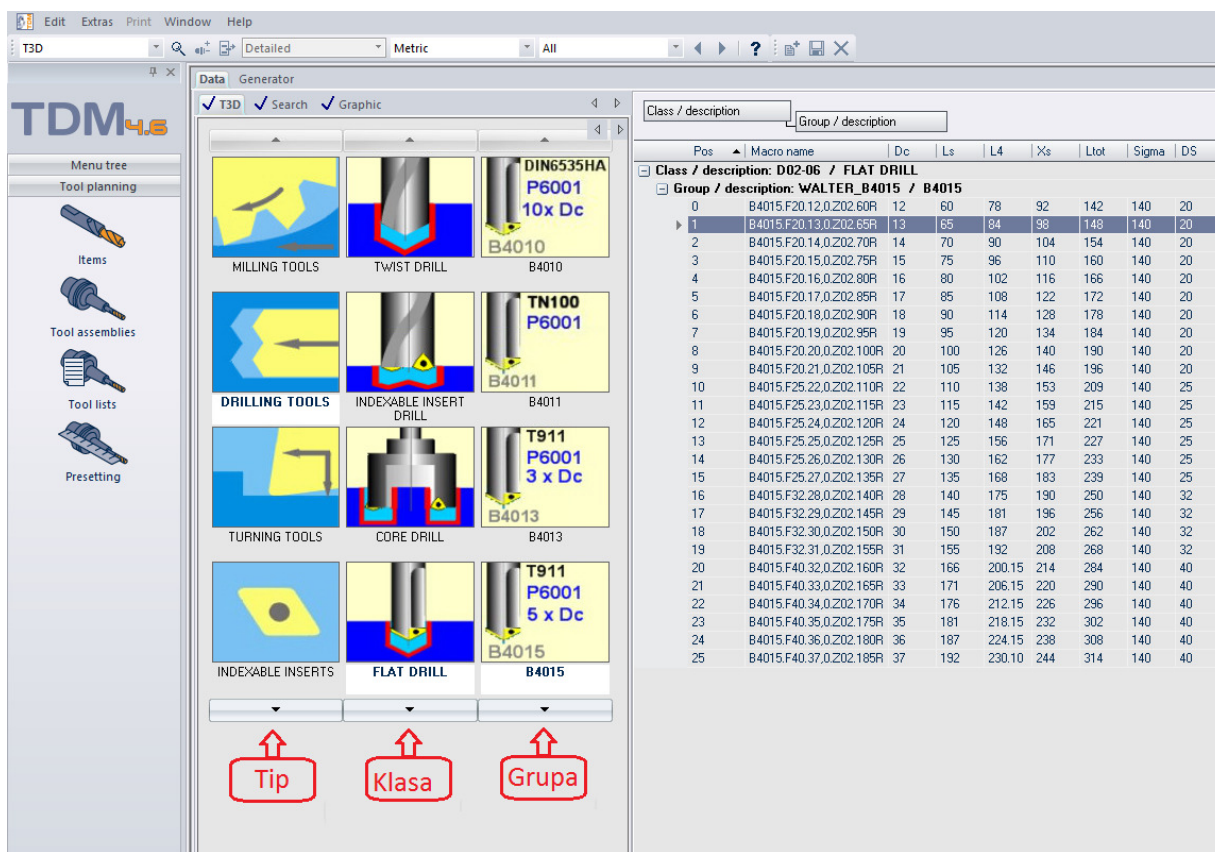 Edit Extras Print Window Help
T3D Detailed Metric All
TDM4.6
Menu tree
Tool planning
Items
Tool assemblies
Tool lists
Presetting
Data Generator
T3D Search Graphic
MILLING TOOLS
DRILLING TOOLS
TURNING TOOLS
INDEXABLE INSERTS
TWIST DRILL
INDEXABLE INSERT
DRILL
CORE DRILL
FLAT DRILL
DIN6535HA
P6001
10x Dc
B4010
B4010
TN100
P6001
B4011
B4011
T911
P6001
3 x Dc
B4013
B4013
T911
P6001
5 x Dc
B4015
B4015
Tip
Klasa
Grupa
Class / description
Group / description
Pos Macro name Dc Ls L4 Xs Ltot Sigma DS
Class / description: D02-06 / FLAT DRILL
Group / description: WALTER_B4015 / B4015
0 B4015.F20.12,0.Z02.60R 12 60 78 92 142 140 20
1 B4015.F20.13,0.Z02.65R 13 65 84 98 148 140 20
2 B4015.F20.14,0.Z02.70R 14 70 90 104 154 140 20
3 B4015.F20.15,0.Z02.75R 15 75 96 110 160 140 20
4 B4015.F20.16,0.Z02.80R 16 80 102 116 166 140 20
5 B4015.F20.17,0.Z02.85R 17 85 108 122 172 140 20
6 B4015.F20.18,0.Z02.90R 18 90 114 128 178 140 20
7 B4015.F20.19,0.Z02.95R 19 95 120 134 184 140 20
8 B4015.F20.20,0.Z02.100R 20 100 126 140 190 140 20
9 B4015.F20.21,0.Z02.105R 21 105 132 146 196 140 20
10 B4015.F25.22,0.Z02.110R 22 110 138 153 209 140 25
11 B4015.F25.23,0.Z02.115R 23 115 142 159 215 140 25
12 B4015.F25.24,0.Z02.120R 24 120 148 165 221 140 25
13 B4015.F25.25,0.Z02.125R 25 125 156 171 227 140 25
14 B4015.F25.26,0.Z02.130R 26 130 162 177 233 140 25
15 B4015.F25.27,0.Z02.135R 27 135 168 183 239 140 25
16 B4015.F32.28,0.Z02.140R 28 140 175 190 250 140 32
17 B4015.F32.29,0.Z02.145R 29 145 181 196 256 140 32
18 B4015.F32.30,0.Z02.150R 30 150 187 202 262 140 32
19 B4015.F32.31,0.Z02.155R 31 155 192 208 268 140 32
20 B4015.F40.32,0.Z02.160R 32 166 200.15 214 284 140 40
21 B4015.F40.33,0.Z02.165R 33 171 206.15 220 290 140 40
22 B4015.F40.34,0.Z02.170R 34 176 212.15 226 296 140 40
23 B4015.F40.35,0.Z02.175R 35 181 218.15 232 302 140 40
24 B4015.F40.36,0.Z02.180R 36 187 224.15 238 308 140 40
25 B4015.F40.37,0.Z02.185R 37 192 230.10 244 314 140 40